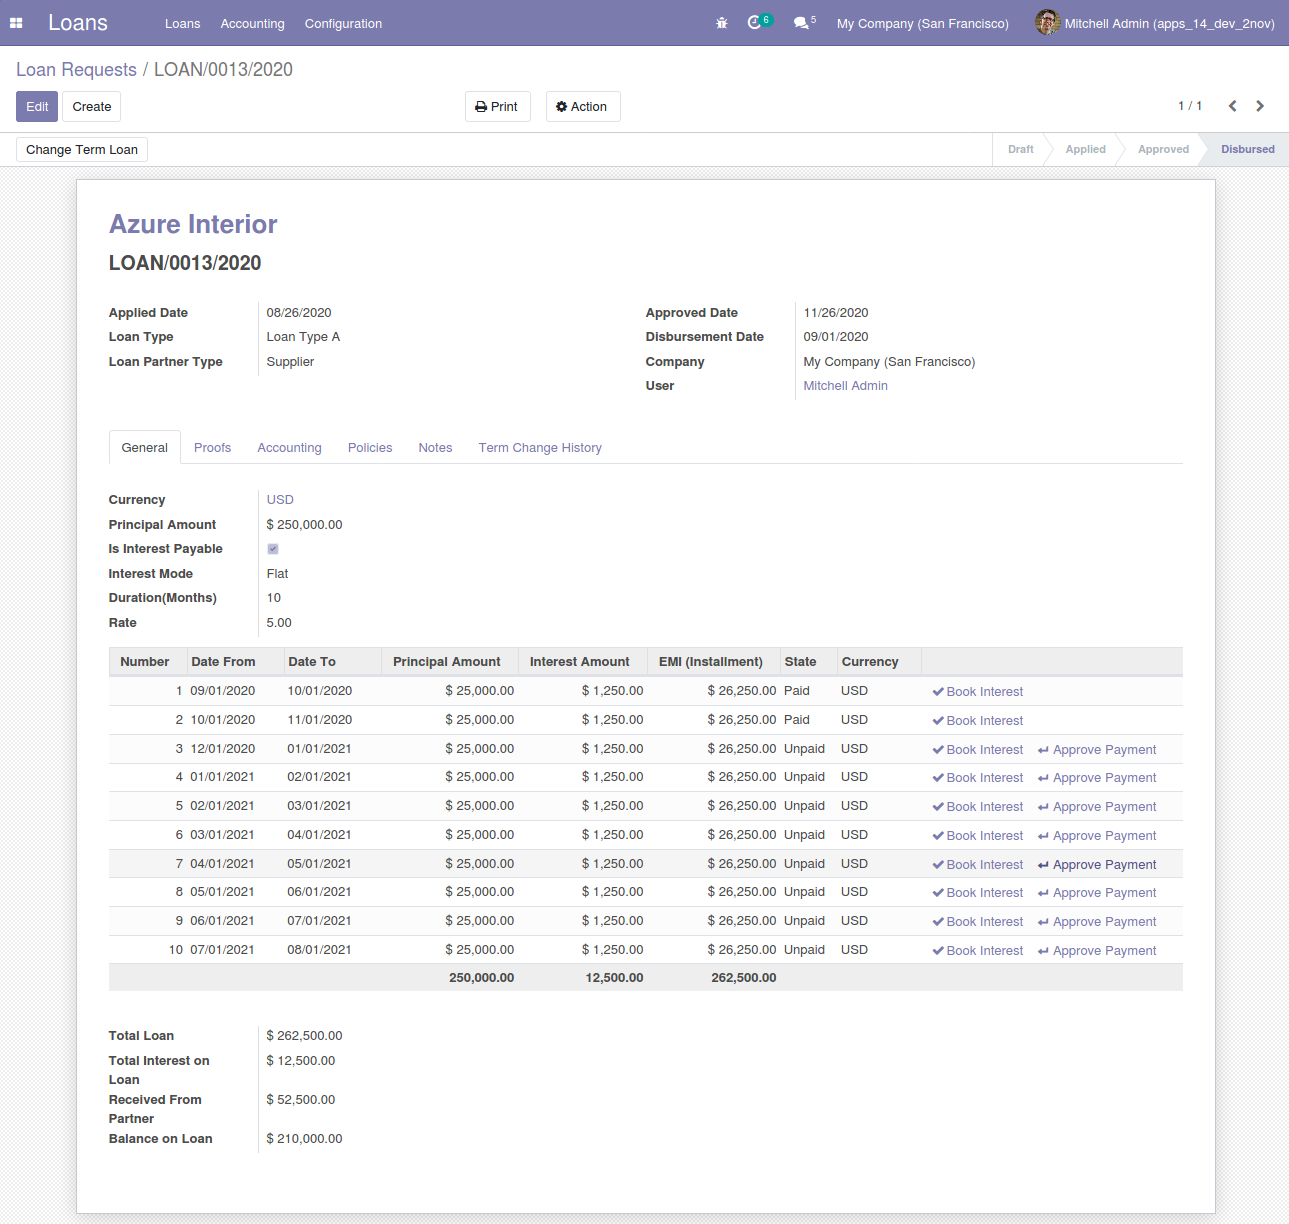 Loans Loans Accounting Configuration 6 5 My Company (San Francisco) Mitchell Admin (apps_14_dev_2nov)
Loan Requests / LOAN/0013/2020
Edit Create Print Action 1 / 1
Change Term Loan Draft Applied Approved Disbursed
Azure Interior
LOAN/0013/2020
Applied Date 08/26/2020 Approved Date 11/26/2020
Loan Type Loan Type A Disbursement Date 09/01/2020
Loan Partner Type Supplier Company My Company (San Francisco)
User Mitchell Admin
General Proofs Accounting Policies Notes Term Change History
Currency USD
Principal Amount $ 250,000.00
Is Interest Payable
Interest Mode Flat
Duration(Months) 10
Rate 5.00
Number Date From Date To Principal Amount Interest Amount EMI (Installment) State Currency
1 09/01/2020 10/01/2020 $ 25,000.00 $ 1,250.00 $ 26,250.00 Paid USD Book Interest
2 10/01/2020 11/01/2020 $ 25,000.00 $ 1,250.00 $ 26,250.00 Paid USD Book Interest
3 12/01/2020 01/01/2021 $ 25,000.00 $ 1,250.00 $ 26,250.00 Unpaid USD Book Interest Approve Payment
4 01/01/2021 02/01/2021 $ 25,000.00 $ 1,250.00 $ 26,250.00 Unpaid USD Book Interest Approve Payment
5 02/01/2021 03/01/2021 $ 25,000.00 $ 1,250.00 $ 26,250.00 Unpaid USD Book Interest Approve Payment
6 03/01/2021 04/01/2021 $ 25,000.00 $ 1,250.00 $ 26,250.00 Unpaid USD Book Interest Approve Payment
7 04/01/2021 05/01/2021 $ 25,000.00 $ 1,250.00 $ 26,250.00 Unpaid USD Book Interest Approve Payment
8 05/01/2021 06/01/2021 $ 25,000.00 $ 1,250.00 $ 26,250.00 Unpaid USD Book Interest Approve Payment
9 06/01/2021 07/01/2021 $ 25,000.00 $ 1,250.00 $ 26,250.00 Unpaid USD Book Interest Approve Payment
10 07/01/2021 08/01/2021 $ 25,000.00 $ 1,250.00 $ 26,250.00 Unpaid USD Book Interest Approve Payment
250,000.00 12,500.00 262,500.00
Total Loan $ 262,500.00
Total Interest on $ 12,500.00
Loan
Received From $ 52,500.00
Partner
Balance on Loan $ 210,000.00